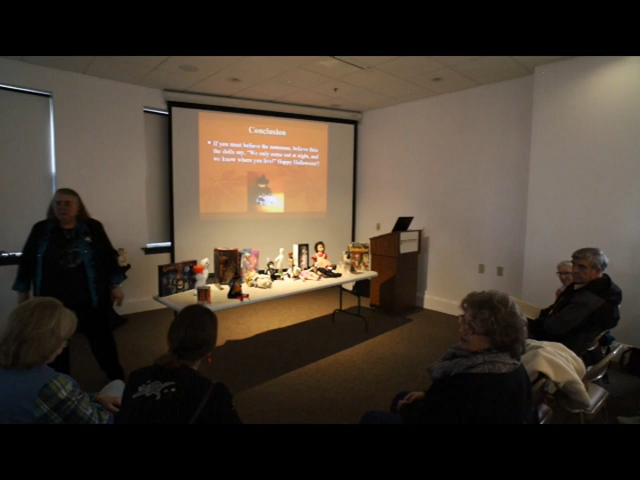 Conclusion
• If you must believe the nonsense, believe this:
the dolls say, "We only come out at night, and
we know where you live!" Happy Halloween!!